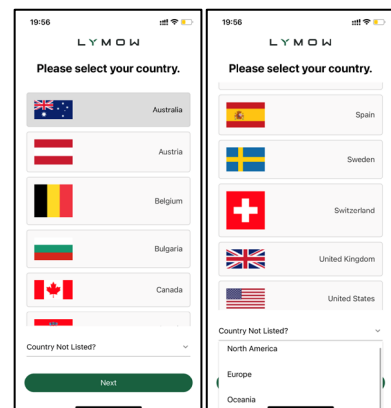 19:56
LYMOW
Please select your country.
Australia
Austria
Belgium
Bulgaria
Canada
Country Not Listed?
Next
19:56
LYMOW
Please select your country.
Spain
Sweden
Switzerland
United Kingdom
United States
Country Not Listed?
North America
Europe
Oceania